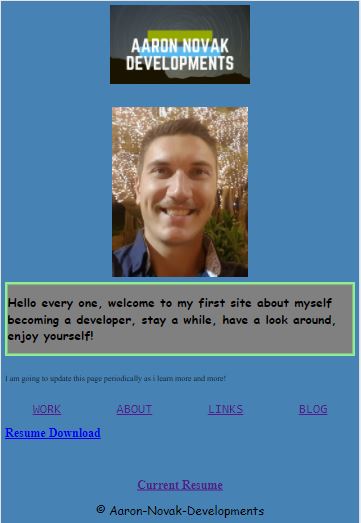 AARON NOVAK
DEVELOPMENTS
Hello every one, welcome to my first site about myself
becoming a developer, stay a while, have a look around,
enjoy yourself!
I am going to update this page periodically as i learn more and more!
WORK ABOUT LINKS BLOG
Resume Download
Current Resume
© Aaron-Novak-Developments